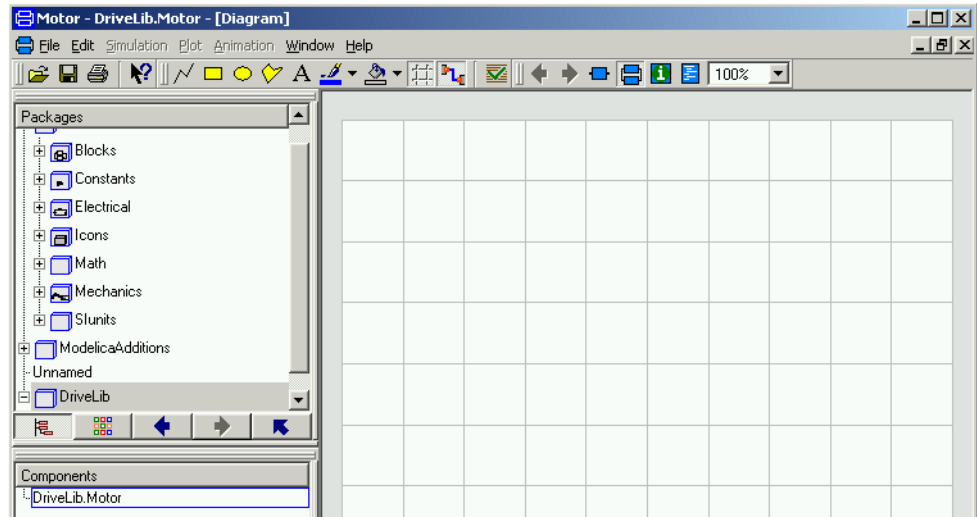 Motor - DriveLib.Motor - [Diagram]
File Edit Simulation Plot Animation Window Help
A 100%
Packages
Blocks
Constants
Electrical
Icons
Math
Mechanics
SIunits
ModelicaAdditions
Unnamed
DriveLib
Components
DriveLib.Motor